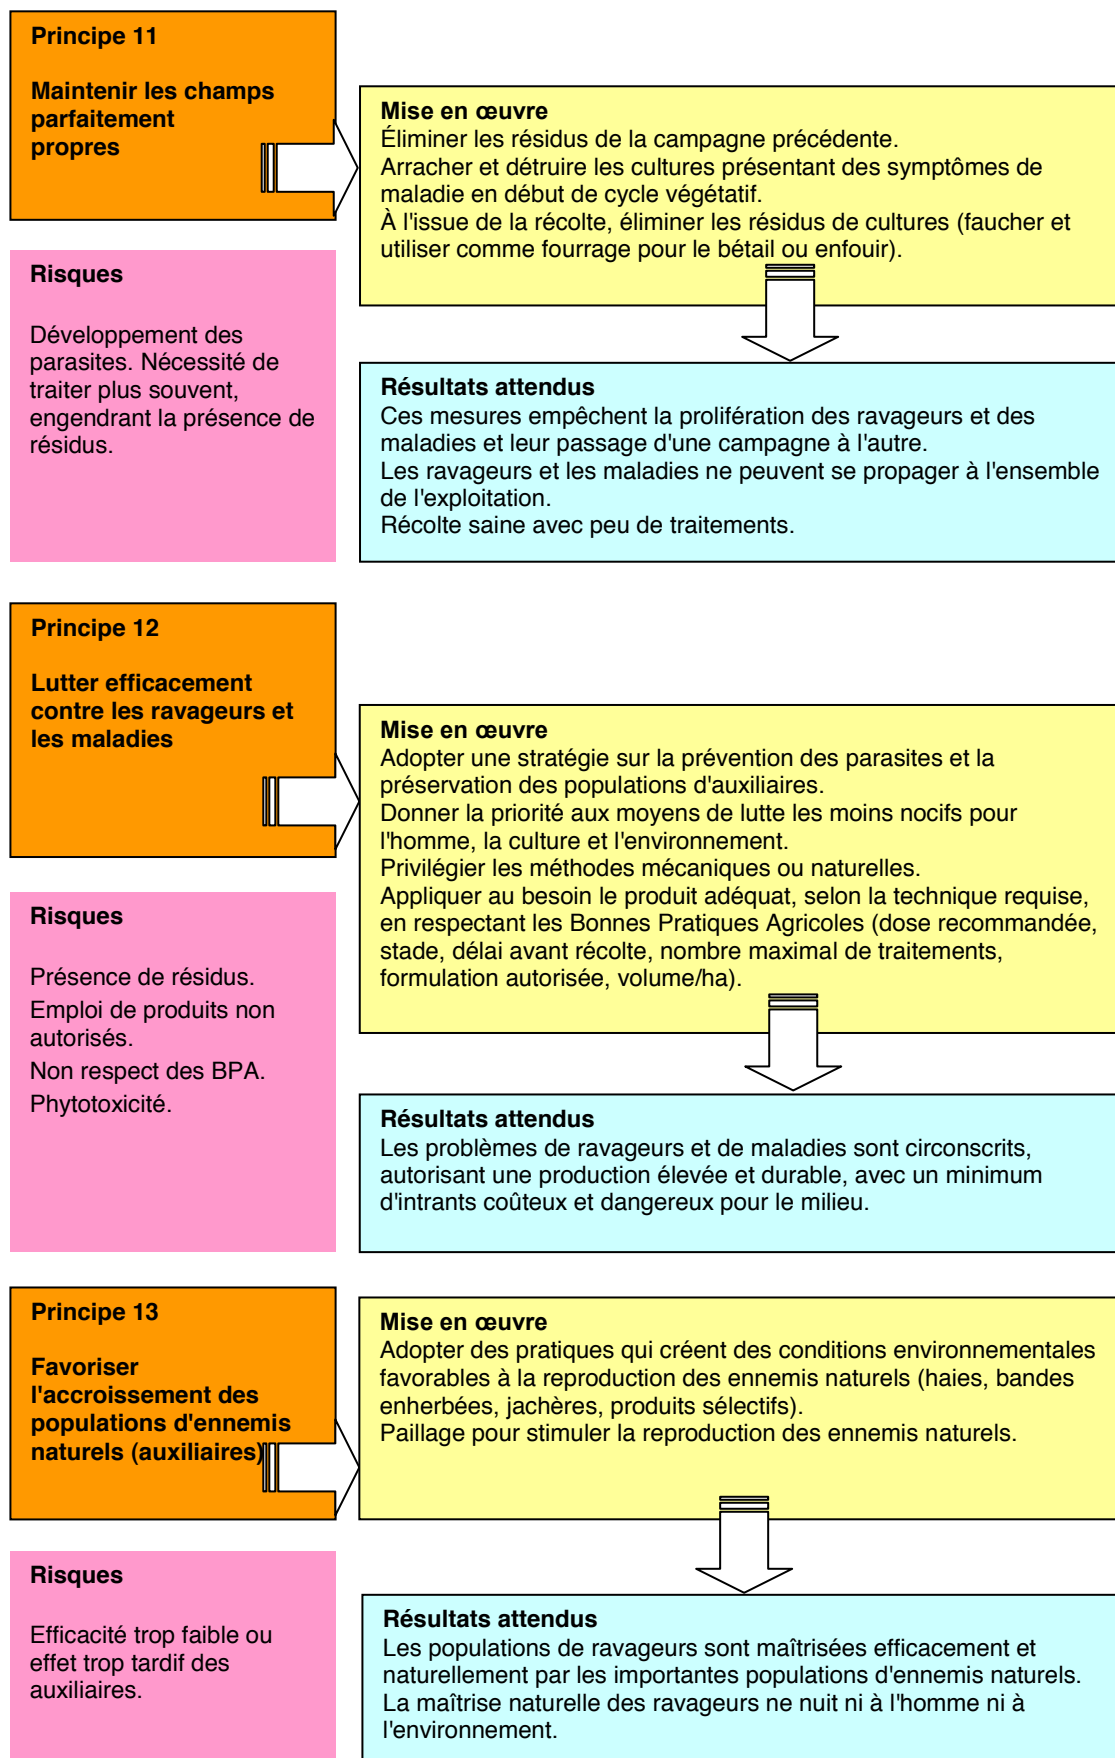 Principe 11
Maintenir les champs
parfaitement
propres
Mise en œuvre
Éliminer les résidus de la campagne précédente.
Arracher et détruire les cultures présentant des symptômes de
maladie en début de cycle végétatif.
À l'issue de la récolte, éliminer les résidus de cultures (faucher et
utiliser comme fourrage pour le bétail ou enfouir).
Risques
Développement des
parasites. Nécessité de
traiter plus souvent,
engendrant la présence de
résidus.
Résultats attendus
Ces mesures empêchent la prolifération des ravageurs et des
maladies et leur passage d'une campagne à l'autre.
Les ravageurs et les maladies ne peuvent se propager à l'ensemble
de l'exploitation.
Récolte saine avec peu de traitements.
Principe 12
Lutter efficacement
contre les ravageurs et
les maladies
Mise en œuvre
Adopter une stratégie sur la prévention des parasites et la
préservation des populations d'auxiliaires.
Donner la priorité aux moyens de lutte les moins nocifs pour
l'homme, la culture et l'environnement.
Privilégier les méthodes mécaniques ou naturelles.
Appliquer au besoin le produit adéquat, selon la technique requise,
en respectant les Bonnes Pratiques Agricoles (dose recommandée,
stade, délai avant récolte, nombre maximal de traitements,
formulation autorisée, volume/ha).
Risques
Présence de résidus.
Emploi de produits non
autorisés.
Non respect des BPA.
Phytotoxicité.
Résultats attendus
Les problèmes de ravageurs et de maladies sont circonscrits,
autorisant une production élevée et durable, avec un minimum
d'intrants coûteux et dangereux pour le milieu.
Principe 13
Favoriser
l'accroissement des
populations d'ennemis
naturels (auxiliaires)
Mise en œuvre
Adopter des pratiques qui créent des conditions environnementales
favorables à la reproduction des ennemis naturels (haies, bandes
enherbées, jachères, produits sélectifs).
Paillage pour stimuler la reproduction des ennemis naturels.
Risques
Efficacité trop faible ou
effet trop tardif des
auxiliaires.
Résultats attendus
Les populations de ravageurs sont maîtrisées efficacement et
naturellement par les importantes populations d'ennemis naturels.
La maîtrise naturelle des ravageurs ne nuit ni à l'homme ni à
l'environnement.